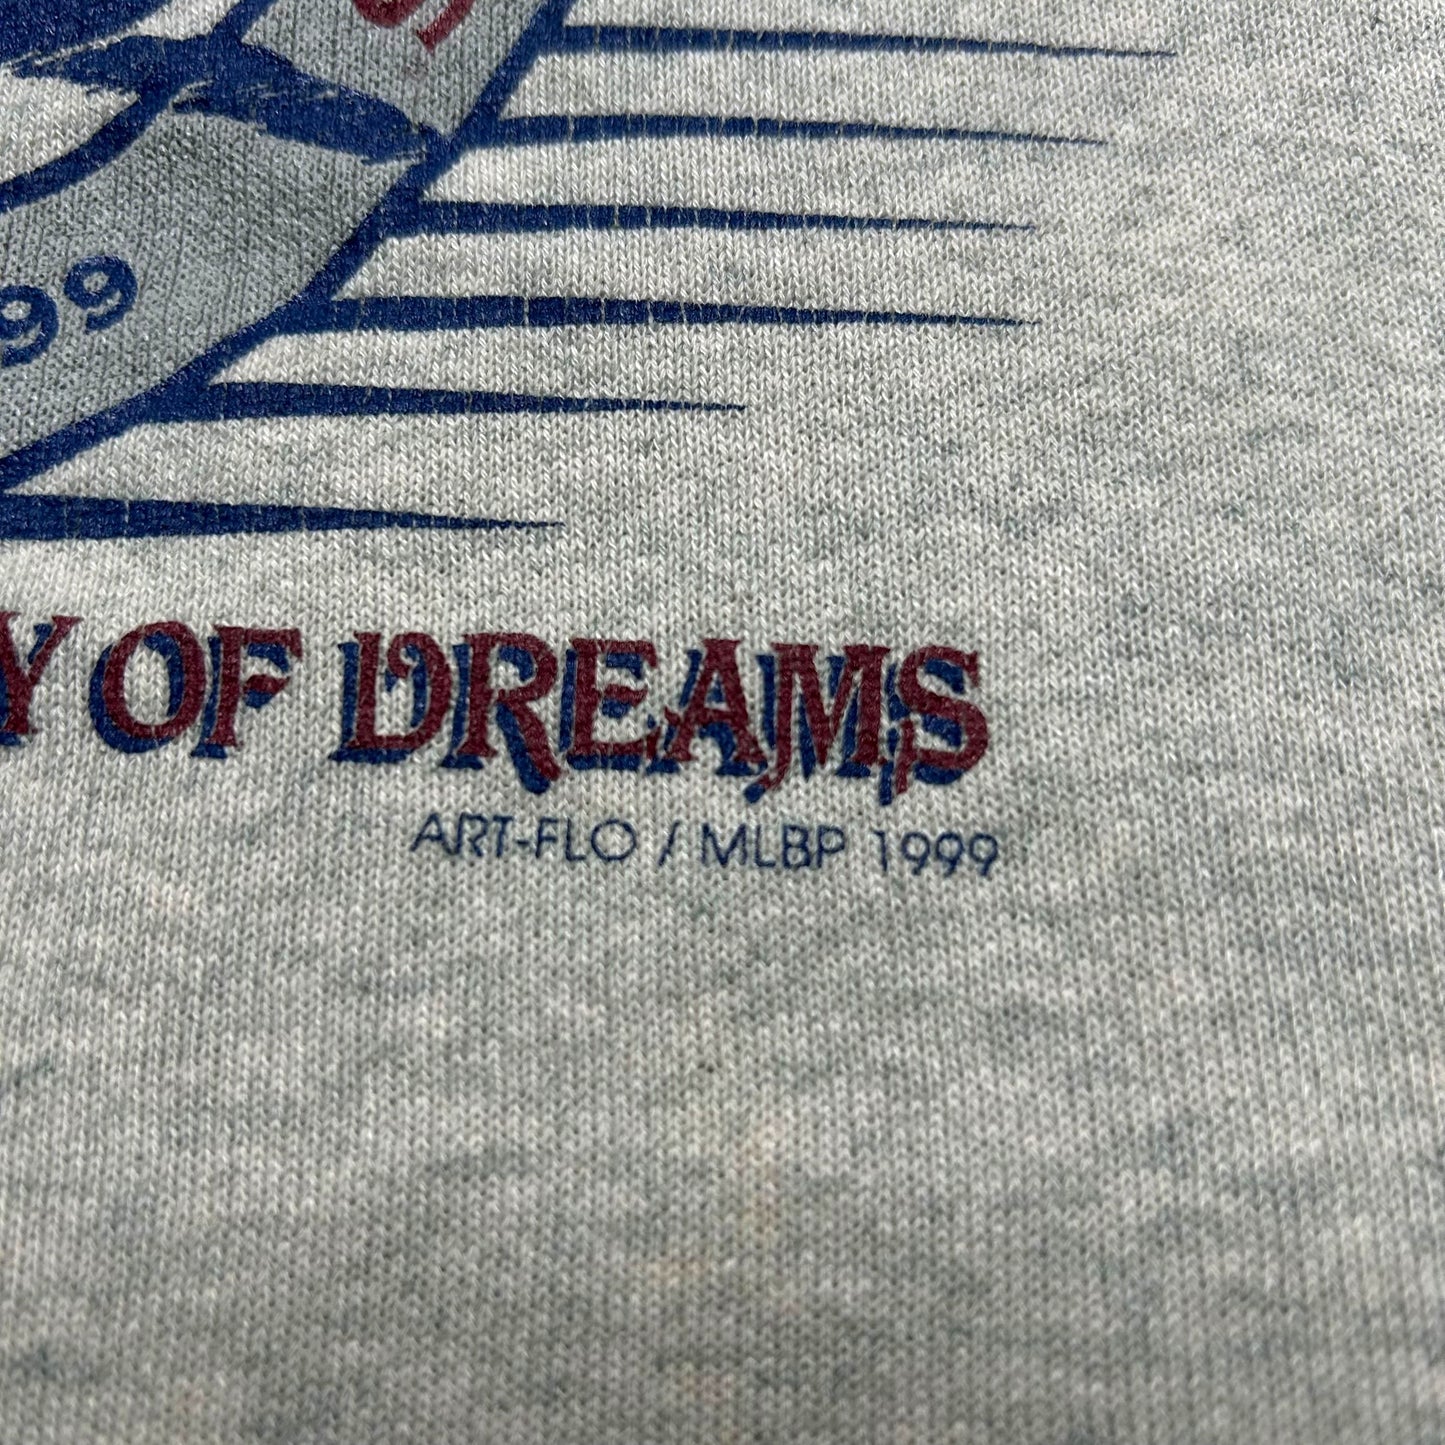 99
Y OF DREAMS
ART-FLO / MLBP 1999